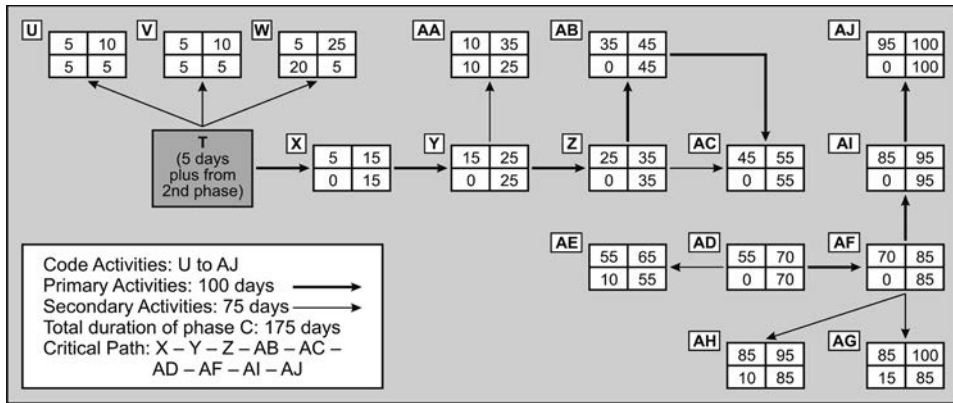 U
5 10
5 5
V
5 10
5 5
W
5 25
20 5
AA
10 35
10 25
AB
35 45
0 45
AJ
95 100
0 100
T
(5 days
plus from
2nd phase)
X
5 15
0 15
Y
15 25
0 25
Z
25 35
0 35
AC
45 55
0 55
AI
85 95
0 95
AE
55 65
10 55
AD
55 70
0 70
AF
70 85
0 85
AH
85 95
10 85
AG
85 100
15 85
Code Activities: U to AJ
Primary Activities: 100 days
Secondary Activities: 75 days
Total duration of phase C: 175 days
Critical Path: X – Y – Z – AB – AC –
AD – AF – AI – AJ